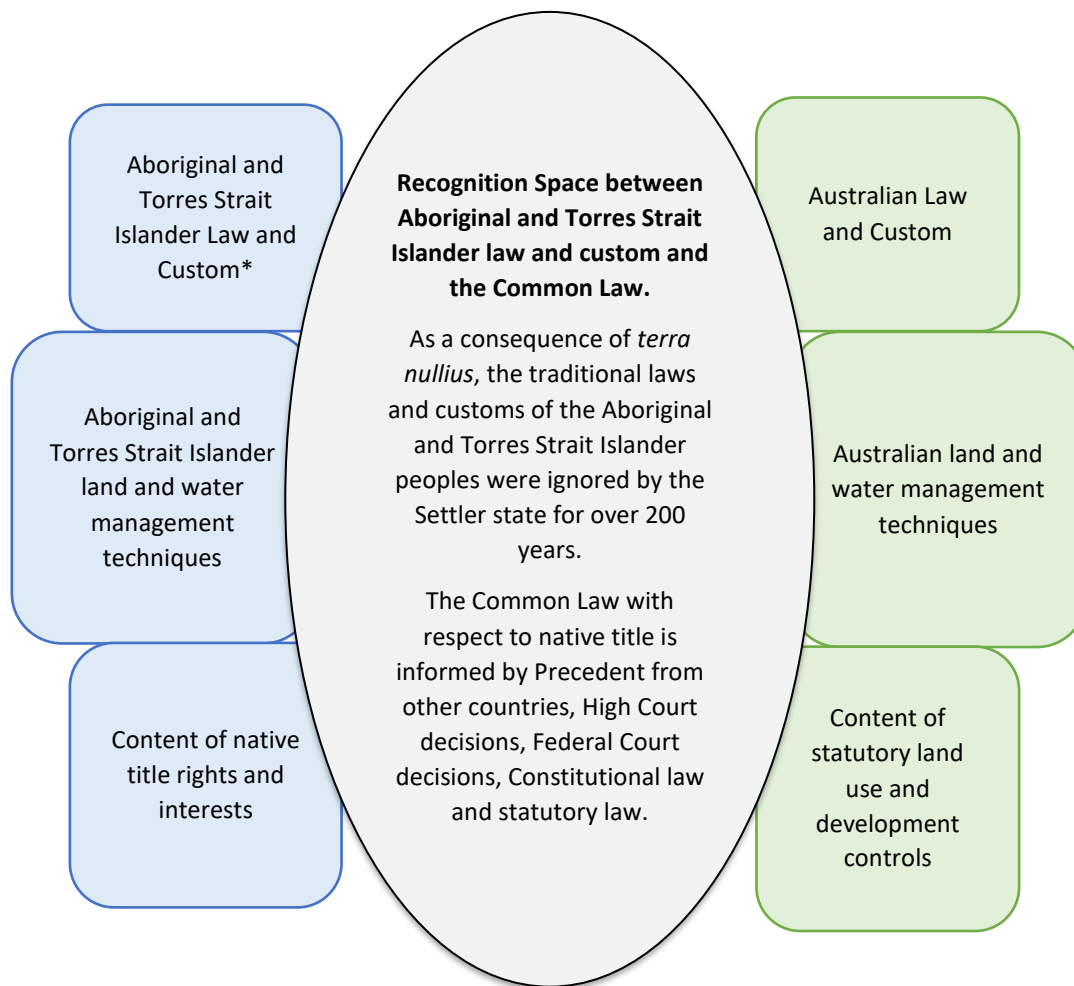 Aboriginal and
Torres Strait
Islander Law and
Custom*
Aboriginal and
Torres Strait Islander
land and water
management
techniques
Content of native
title rights and
interests
Recognition Space between
Aboriginal and Torres Strait
Islander law and custom and
the Common Law.
As a consequence of terra
nullius, the traditional laws
and customs of the Aboriginal
and Torres Strait Islander
peoples were ignored by the
Settler state for over 200
years.
The Common Law with
respect to native title is
informed by Precedent from
other countries, High Court
decisions, Federal Court
decisions, Constitutional law
and statutory law.
Australian Law
and Custom
Australian land and
water management
techniques
Content of
statutory land
use and
development
controls